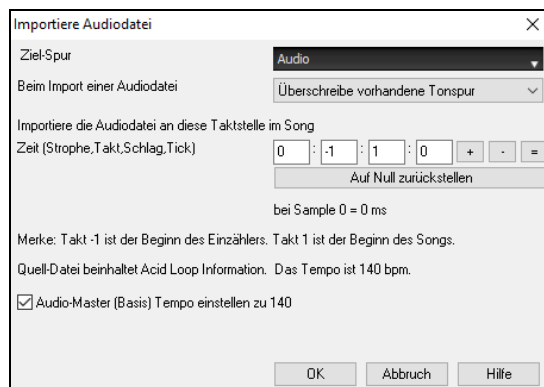 Importiere Audiodatei
Ziel-Spur
Audio
Beim Import einer Audiodatei
Überschreibe vorhandene Tonspur
Importiere die Audiodatei an diese Taktstelle im Song
Zeit (Strophe,Takt,Schlag,Tick)
0 : -1 : 1 : 0 + - =
Auf Null zurückstellen
bei Sample 0 = 0 ms
Merke: Takt -1 ist der Beginn des Einzählers. Takt 1 ist der Beginn des Songs.
Quell-Datei beinhaltet Acid Loop Information. Das Tempo ist 140 bpm.
Audio-Master (Basis) Tempo einstellen zu 140
OK Abbruch Hilfe